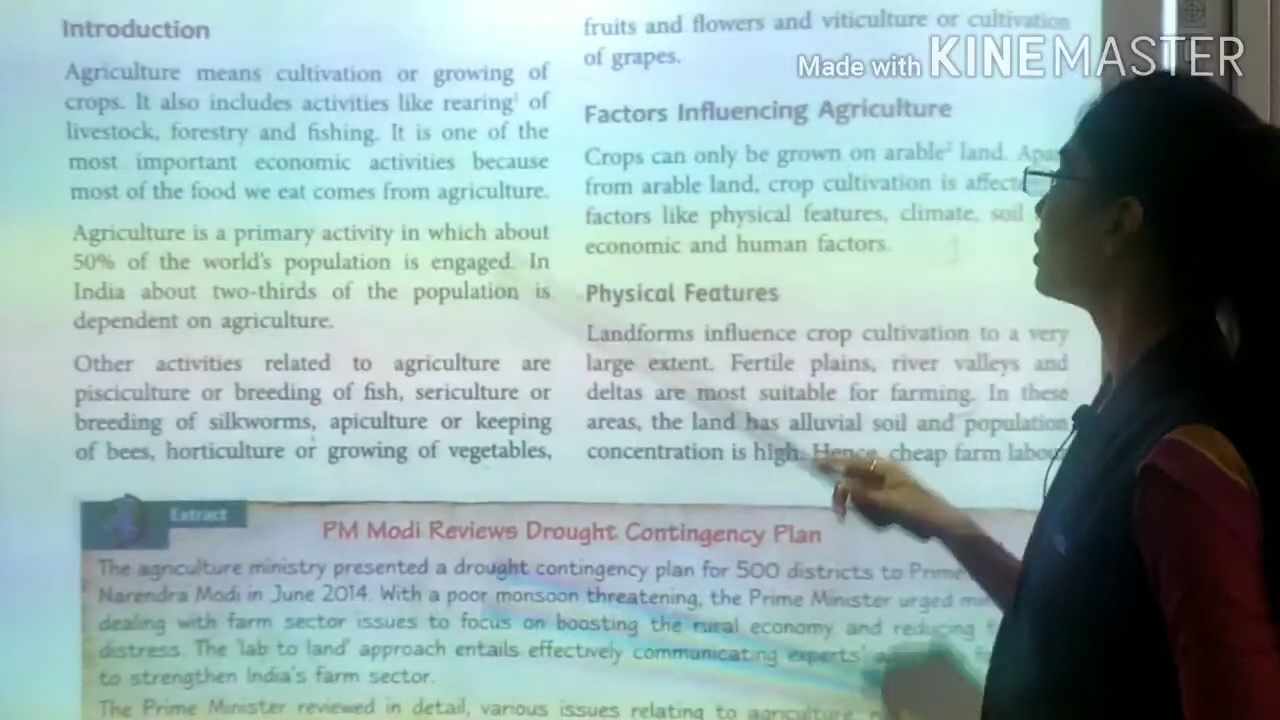 Introduction
Agriculture means cultivation or growing of
crops. It also includes activities like rearing¹ of
livestock, forestry and fishing. It is one of the
most important economic activities because
most of the food we eat comes from agriculture.
Agriculture is a primary activity in which about
50% of the world's population is engaged. In
India about two-thirds of the population is
dependent on agriculture.
Other activities related to agriculture are
pisciculture or breeding of fish, sericulture or
breeding of silkworms, apiculture or keeping
of bees, horticulture or growing of vegetables,
fruits and flowers and viticulture or cultivation
of grapes.
Made with KINEMASTER
Factors Influencing Agriculture
Crops can only be grown on arable² land.
from arable land, crop cultivation is
factors like physical features, climate, soil
economic and human factors.
Physical Features
Landforms influence crop cultivation to a very
large extent. Fertile plains, river valleys and
deltas are most suitable for farming. In these
areas, the land has alluvial soil and population
concentration is high. Hence, cheap farm labour
Extract
PM Modi Reviews Drought Contingency Plan
The agriculture ministry presented a drought contingency plan for 500 districts to Prime
Narendra Modi in June 2014. With a poor monsoon threatening, the Prime Minister urged
dealing with farm sector issues to focus on boosting the rural economy and reducing
distress. The 'lab to land' approach entails effectively communicating experts'
to strengthen India's farm sector.
The Prime Minister reviewed in detail, various issues relating to agriculture,